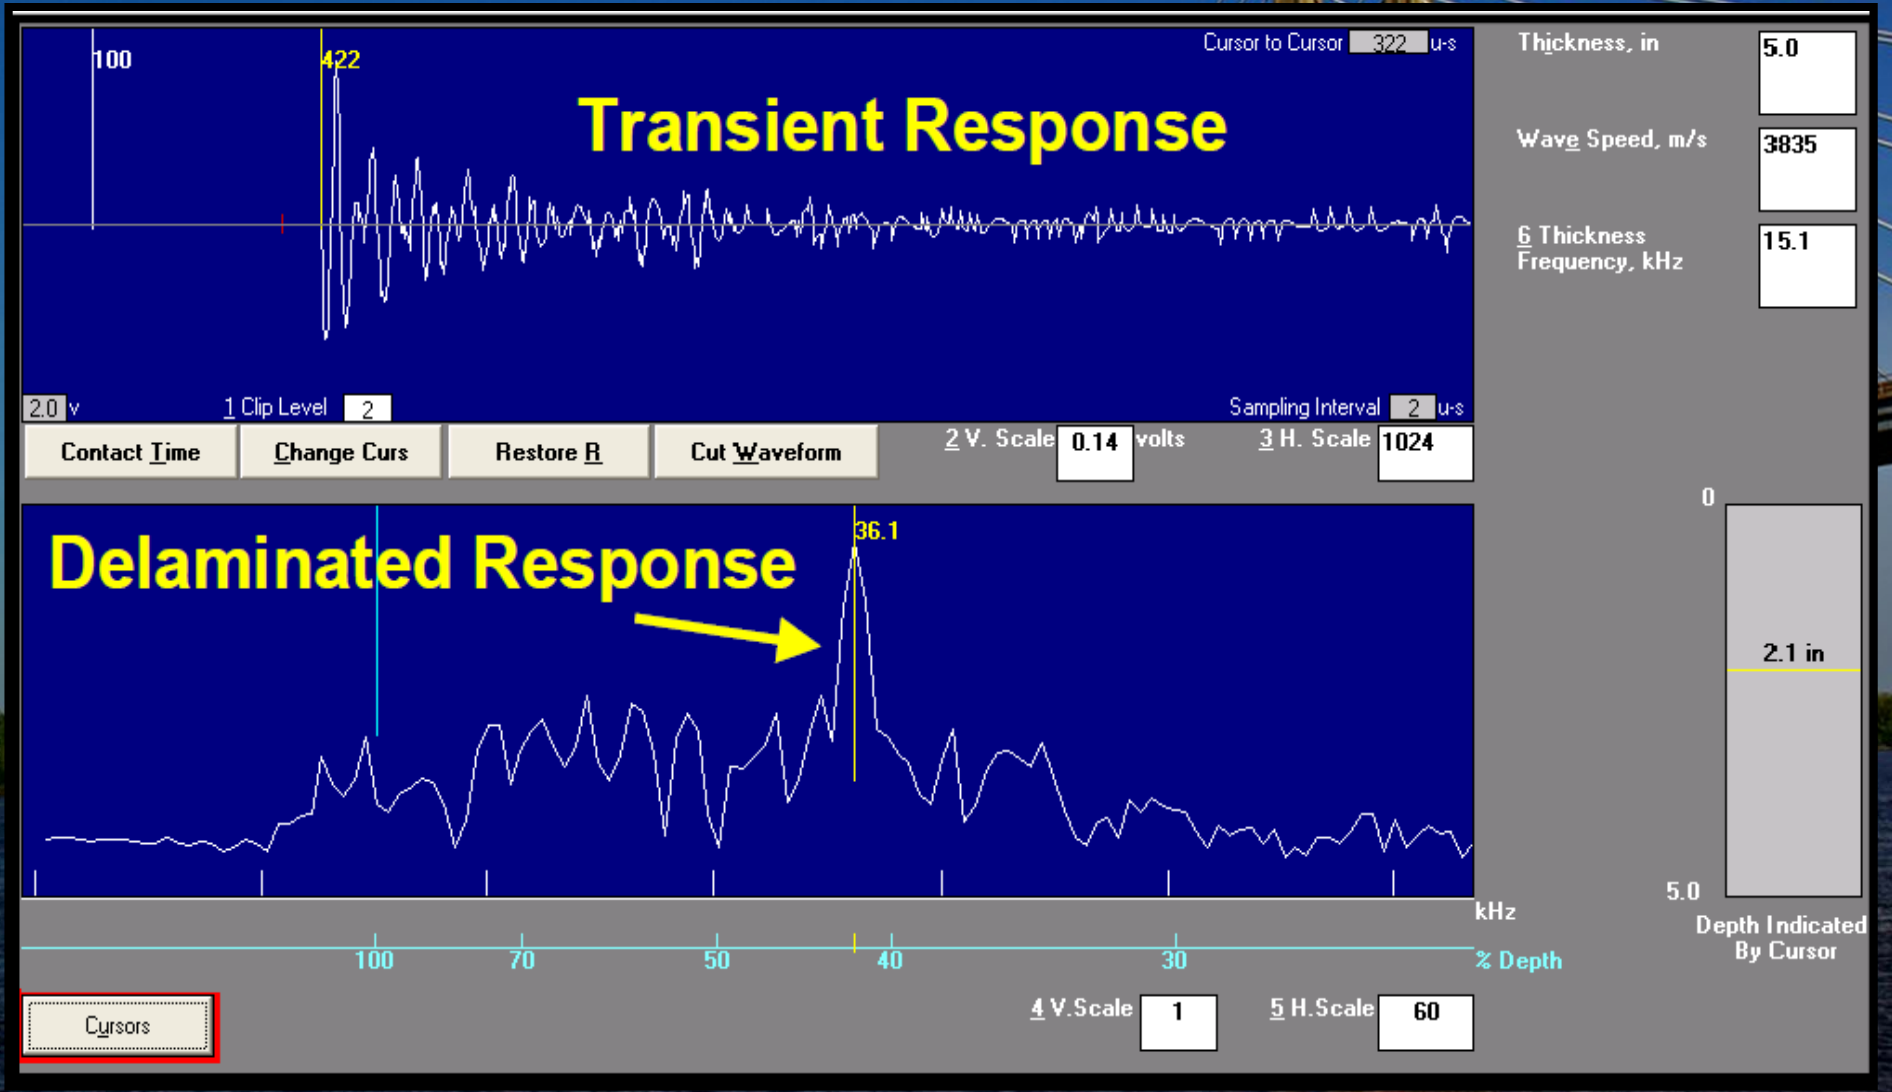 100
422
Cursor to Cursor 322 u-s
Transient Response
2.0 v
1 Clip Level 2
Sampling Interval 2 u-s
Thickness, in 5.0
Wave Speed, m/s 3835
6 Thickness
Frequency, kHz 15.1
Contact Time
Change Curs
Restore R
Cut Waveform
2 V. Scale 0.14 volts
3 H. Scale 1024
Delaminated Response
36.1
kHz
100 70 50 40 30 % Depth
0
2.1 in
5.0
Depth Indicated
By Cursor
Cursors
4 V.Scale 1
5 H.Scale 60